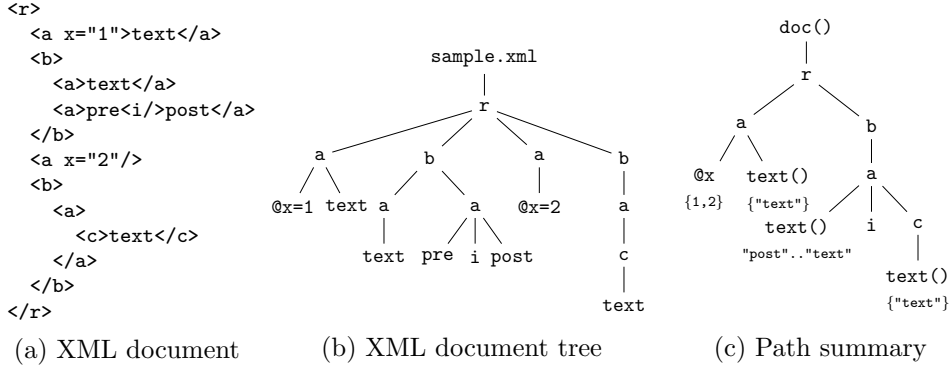 <r>
<a x="1">text</a>
<b>
<a>text</a>
<a>pre<i/>post</a>
</b>
<a x="2"/>
<b>
<a>
<c>text</c>
</a>
</b>
</r>
(a) XML document
sample.xml
r
a b a b
@x=1 text a a @x=2 a
text pre i post c
text
(b) XML document tree
doc()
r
a b
@x text() a
{1,2} {"text"}
text() i c
"post".."text"
text()
{"text"}
(c) Path summary